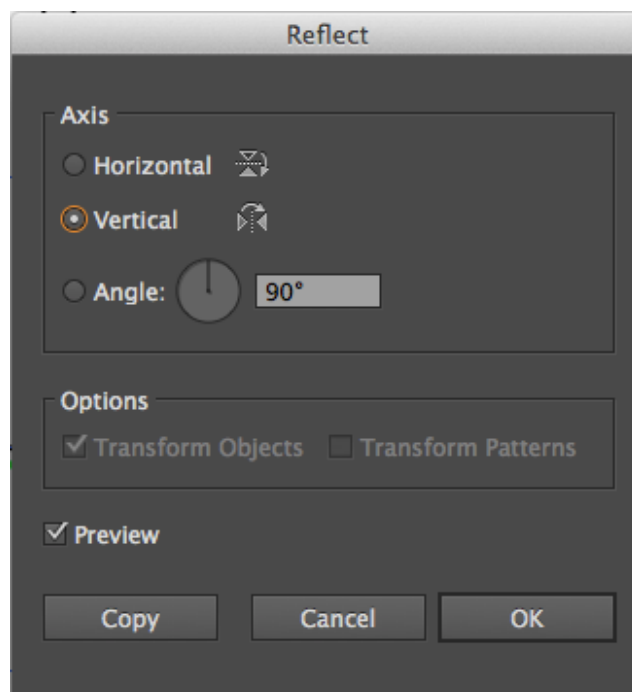 Reflect
Axis
Horizontal
Vertical
Angle: 90°
Options
Transform Objects Transform Patterns
Preview
Copy Cancel OK